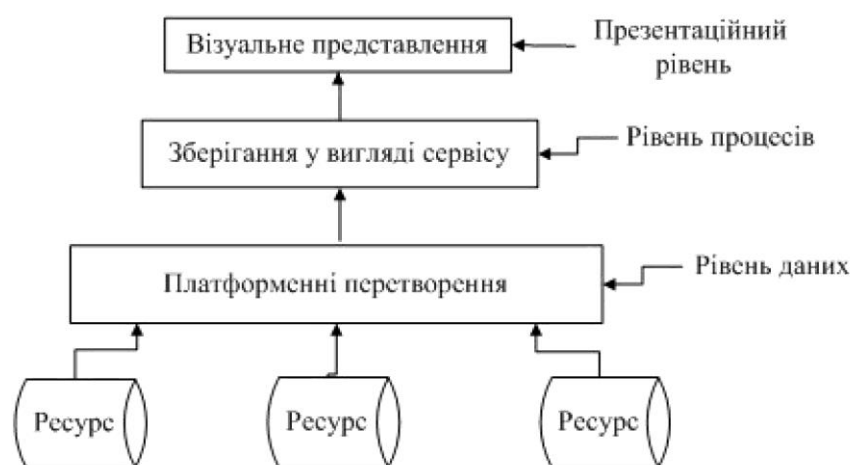 Візуальне представлення
Презентаційний
рівень
Зберігання у вигляді сервісу
Рівень процесів
Платформенні перетворення
Рівень даних
Ресурс
Ресурс
Ресурс